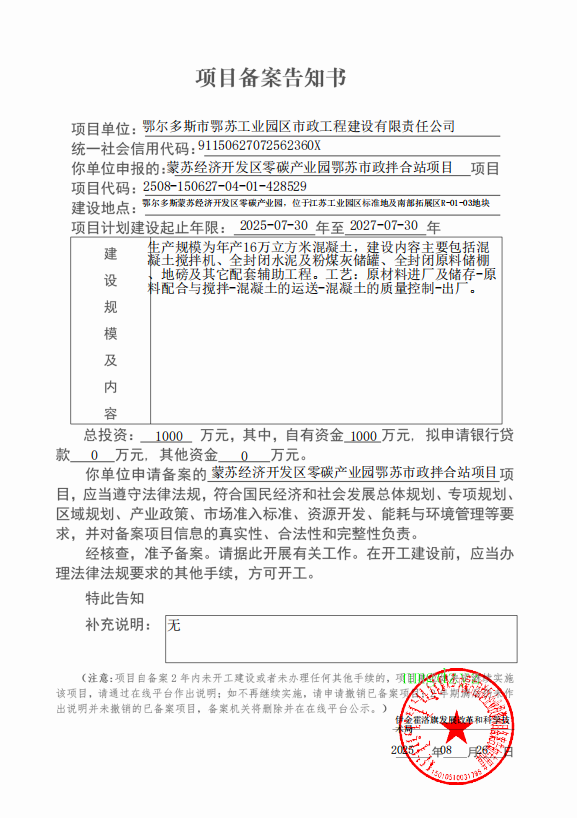 项目备案告知书
项目单位：鄂尔多斯市鄂苏工业园区市政工程建设有限责任公司
统一社会信用代码：91150627072562360X
你单位申报的：蒙苏经济开发区零碳产业园鄂苏市政拌合站项目 项目
项目代码：2508-150627-04-01-428529
建设地点：鄂尔多斯蒙苏经济开发区零碳产业园，位于江苏工业园区标准地及南部拓展区R-01-03地块
项目计划建设起止年限：2025-07-30 年至 2027-07-30 年
建设规模及内容
生产规模为年产16万立方米混凝土，建设内容主要包括混
凝土搅拌机、全封闭水泥及粉煤灰储罐、全封闭原料储棚
、地磅及其它配套辅助工程。工艺：原材料进厂及储存-原
料配合与搅拌-混凝土的运送-混凝土的质量控制-出厂。
总投资：1000 万元，其中，自有资金 1000 万元，拟申请银行贷
款 0 万元，其他资金 0 万元。
你单位申请备案的 蒙苏经济开发区零碳产业园鄂苏市政拌合站项目 项
目，应当遵守法律法规，符合国民经济和社会发展总体规划、专项规划、
区域规划、产业政策、市场准入标准、资源开发、能耗与环境管理等要
求，并对备案项目信息的真实性、合法性和完整性负责。
经核查，准予备案。请据此开展有关工作。在开工建设前，应当办
理法律法规要求的其他手续，方可开工。
特此告知
补充说明：无
（注意：项目自备案2年内未开工建设或者未办理任何其他手续的，项目单位如果决定继续实施
该项目，请通过在线平台作出说明；如不再继续实施，请申请撤销已备案项目，
出说明并未撤销的已备案项目，备案机关将删除并在在线平台公示。）
伊金霍洛旗发展改革和科学技
术局
2025 年 08 月 26 日